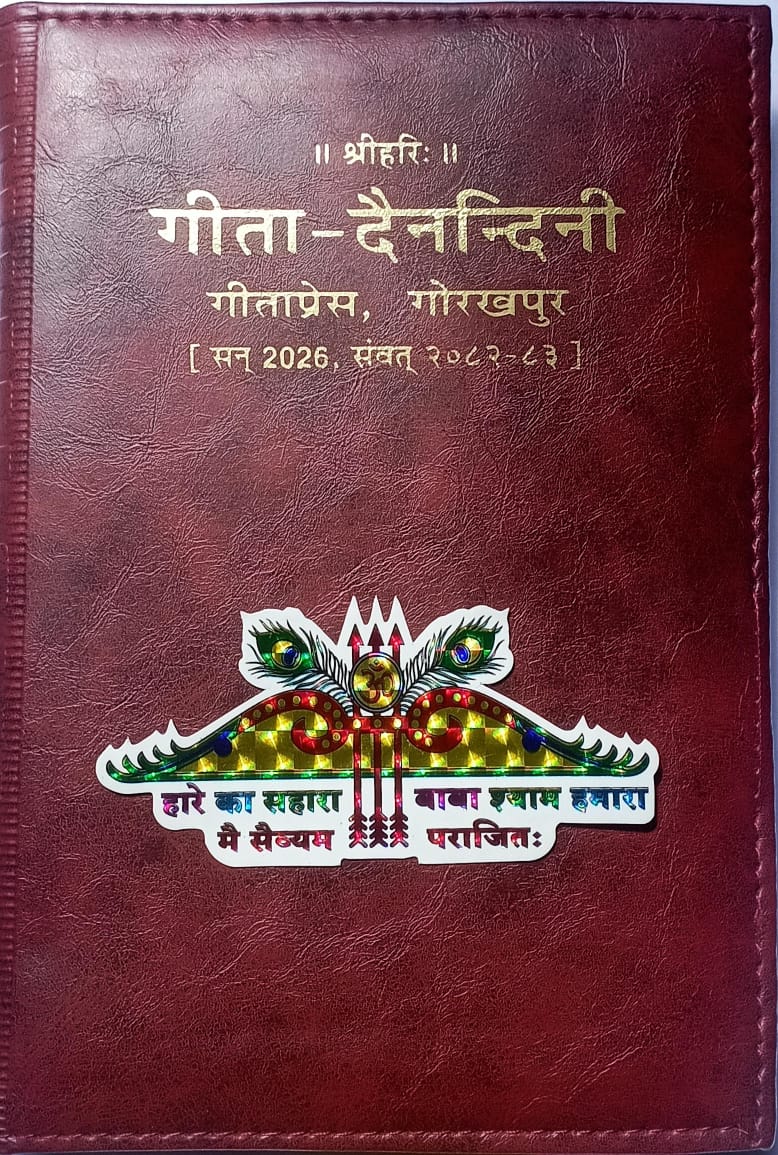 ॥ श्रीहरिः ॥
गीता-दैनन्दिनी
गीताप्रेस, गोरखपुर
[ सन् 2026, संवत् २०८२-८३ ]
ॐ
हारे का सहारा बाबा श्याम हमारा
मै सैव्यम पराजितः